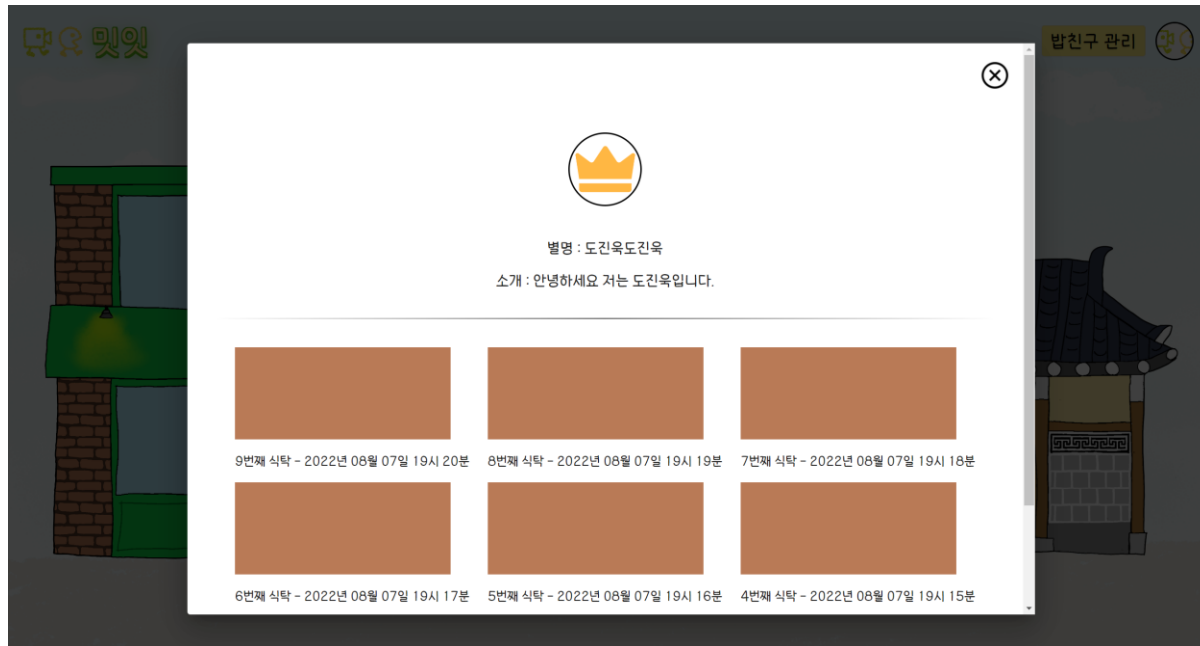 밋잇
밥친구 관리
별명 : 도진욱도진욱
소개 : 안녕하세요 저는 도진욱입니다.
9번째 식탁 - 2022년 08월 07일 19시 20분
8번째 식탁 - 2022년 08월 07일 19시 19분
7번째 식탁 - 2022년 08월 07일 19시 18분
6번째 식탁 - 2022년 08월 07일 19시 17분
5번째 식탁 - 2022년 08월 07일 19시 16분
4번째 식탁 - 2022년 08월 07일 19시 15분